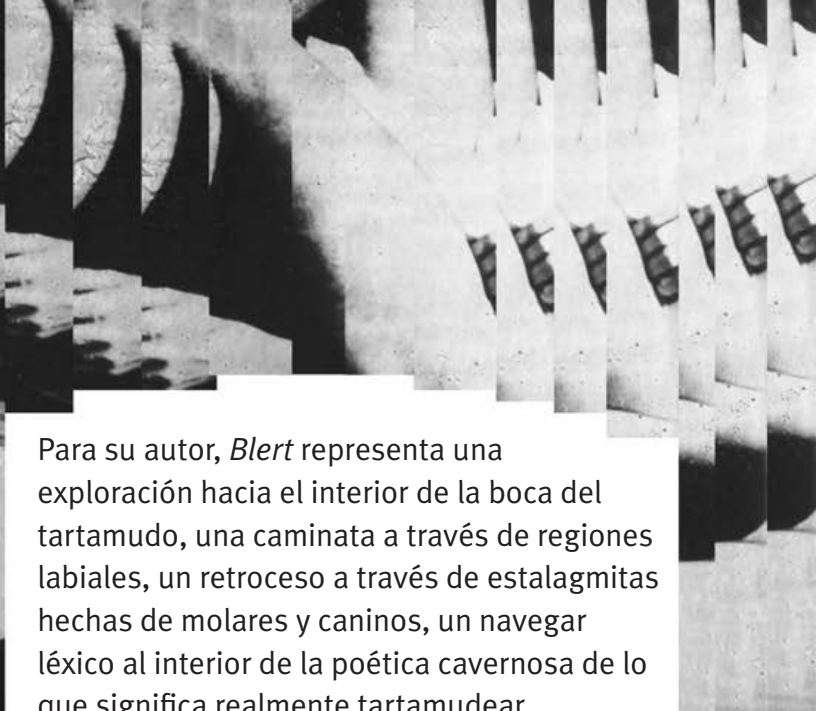 Para su autor, Blert representa una
exploración hacia el interior de la boca del
tartamudo, una caminata a través de regiones
labiales, un retroceso a través de estalagmitas
hechas de molares y caninos, un navegar
léxico al interior de la poética cavernosa de lo
que significa realmente tartamudear